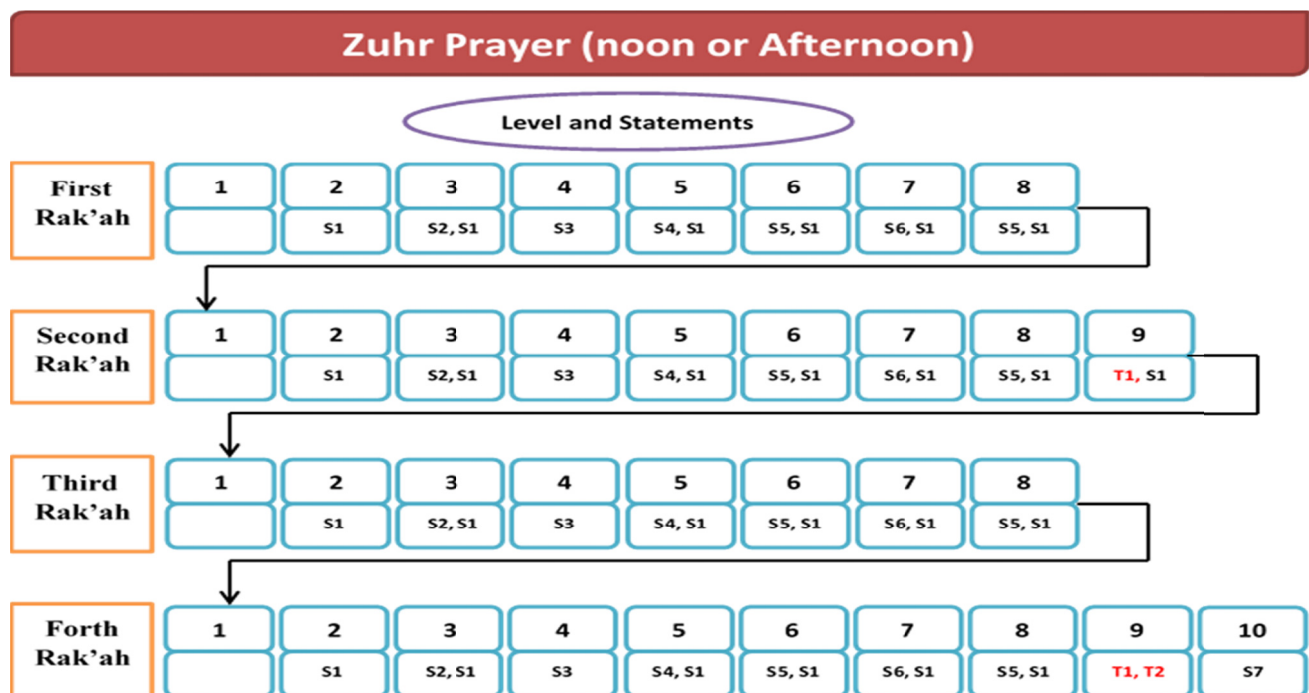 Zuhr Prayer (noon or Afternoon)
Level and Statements
First
Rak'ah
1 2 3 4 5 6 7 8
S1 S2, S1 S3 S4, S1 S5, S1 S6, S1 S5, S1
Second
Rak'ah
1 2 3 4 5 6 7 8 9
S1 S2, S1 S3 S4, S1 S5, S1 S6, S1 S5, S1 T1, S1
Third
Rak'ah
1 2 3 4 5 6 7 8
S1 S2, S1 S3 S4, S1 S5, S1 S6, S1 S5, S1
Forth
Rak'ah
1 2 3 4 5 6 7 8 9 10
S1 S2, S1 S3 S4, S1 S5, S1 S6, S1 S5, S1 T1, T2 S7